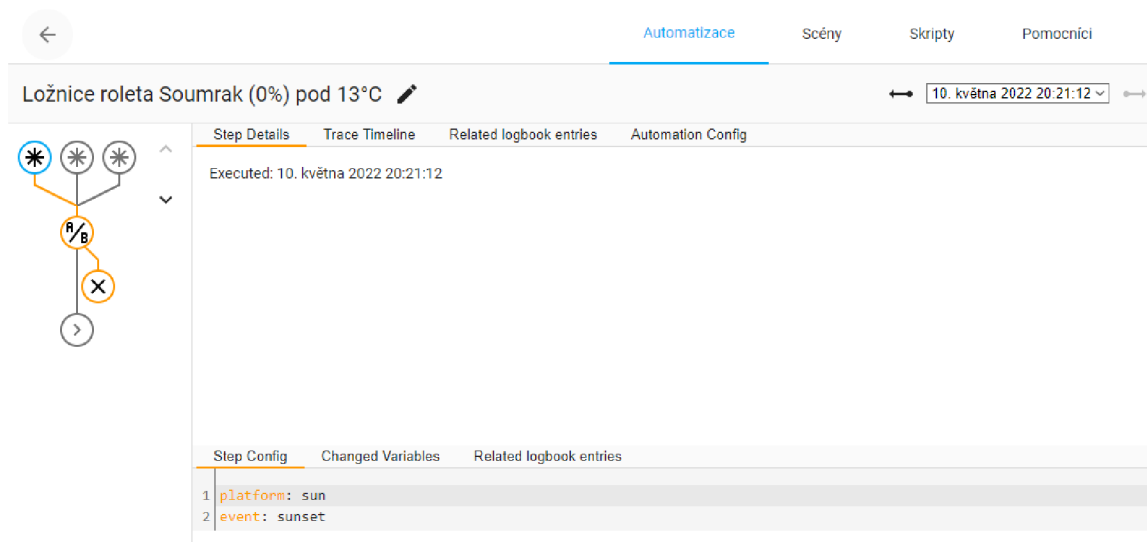 Automatizace Scény Skripty Pomocníci
Ložnice roleta Soumrak (0%) pod 13°C 10. května 2022 20:21:12
Step Details Trace Timeline Related logbook entries Automation Config
Executed: 10. května 2022 20:21:12
A/B
Step Config Changed Variables Related logbook entries
1 platform: sun
2 event: sunset